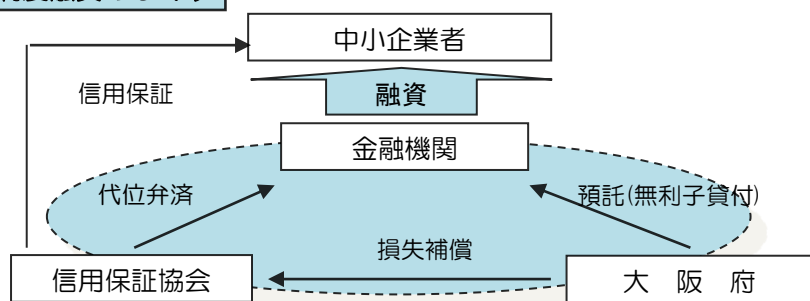 中小企業者
信用保証
融資
金融機関
代位弁済
預託(無利子貸付)
損失補償
信用保証協会
大 阪 府